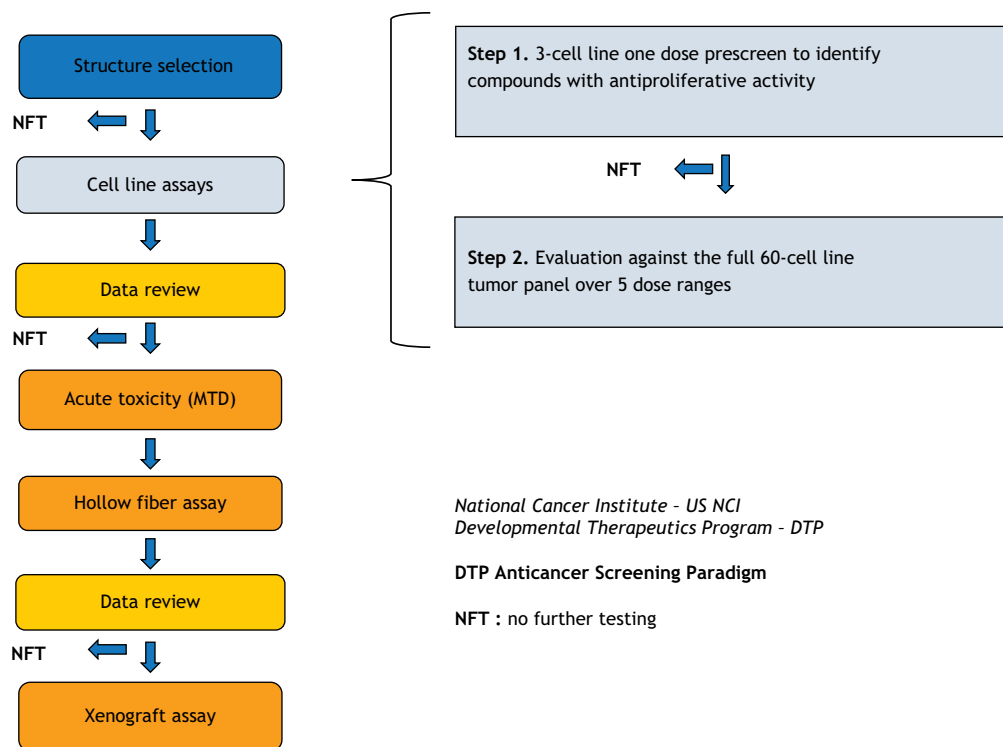 Structure selection
NFT
Cell line assays
Data review
NFT
Acute toxicity (MTD)
Hollow fiber assay
Data review
NFT
Xenograft assay
Step 1. 3-cell line one dose prescreen to identify
compounds with antiproliferative activity
NFT
Step 2. Evaluation against the full 60-cell line
tumor panel over 5 dose ranges
National Cancer Institute – US NCI
Developmental Therapeutics Program – DTP
DTP Anticancer Screening Paradigm
NFT : no further testing